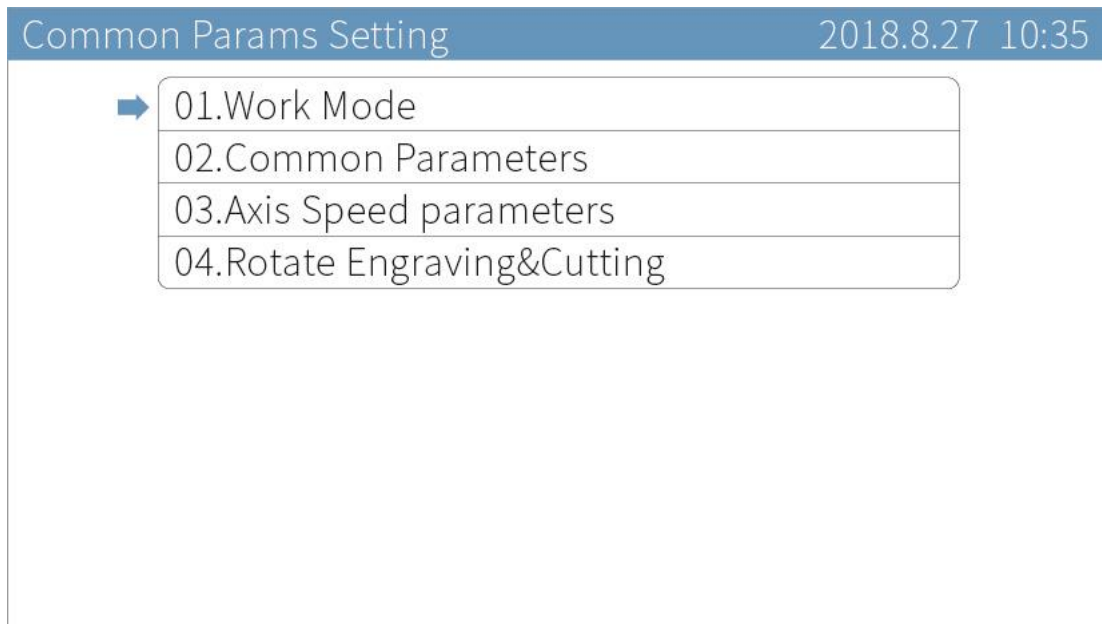 Common Params Setting 2018.8.27 10:35
01.Work Mode
02.Common Parameters
03.Axis Speed parameters
04.Rotate Engraving&Cutting